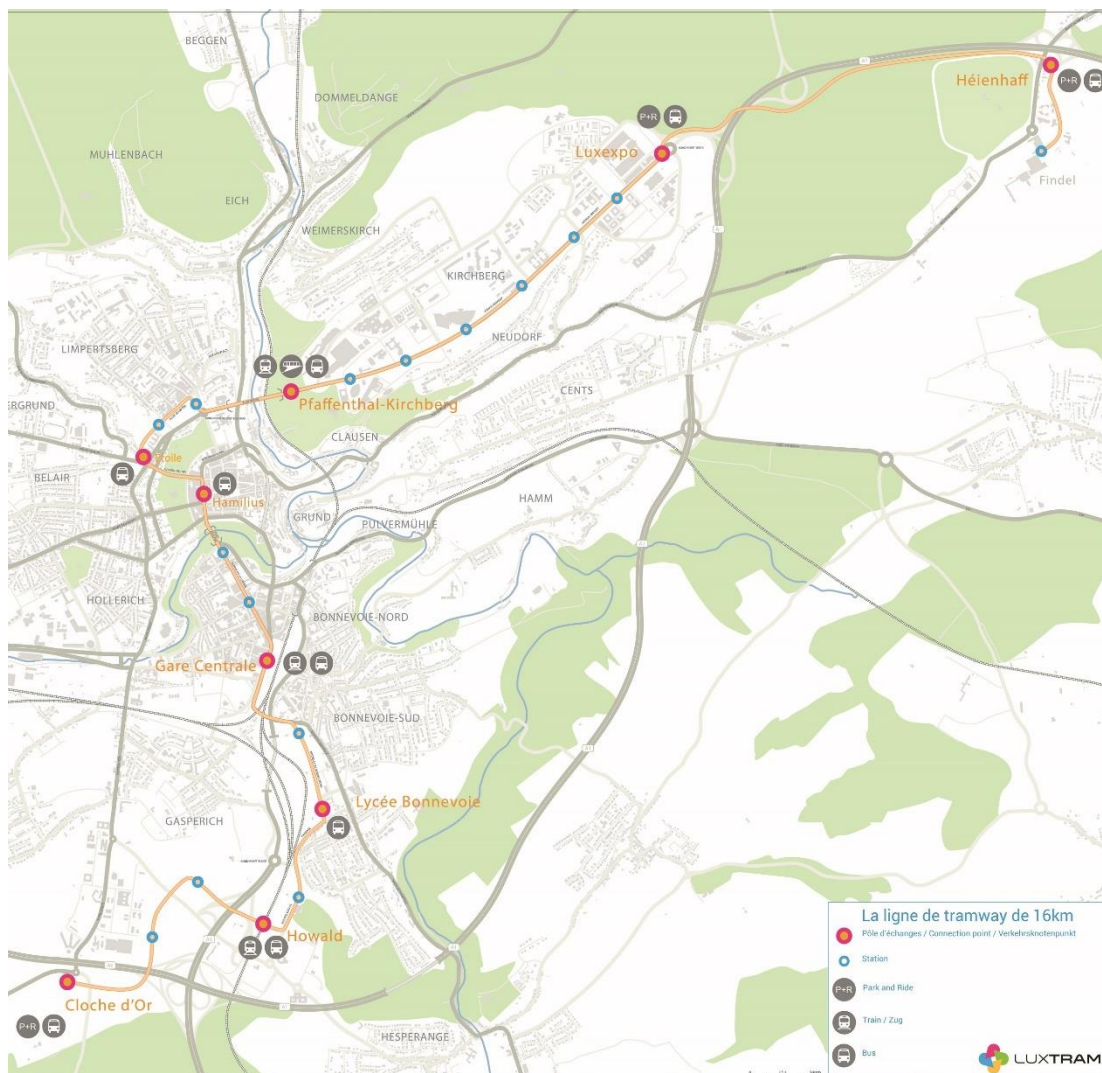 BEGGEN
DOMMELDANGE
Héienhaff
P+R
P+R
MUHLENBACH
Luxexpo
Findel
EICH
WEIMERSKIRCH
KIRCHBERG
NEUDORF
LIMPERTSBERG
CENTS
ERGRUND
Pfaffenthal-Kirchberg
CLAUSEN
Etoile
BELAIR
Hamilius
HAMM
GRUND
PULVERMÜHLE
HOLLERICH
BONNEVOIE-NORD
Gare Centrale
BONNEVOIE-SUD
Lycée Bonnevoie
GASPERICH
Howald
Cloche d'Or
P+R
HESPERANGE
La ligne de tramway de 16km
Pôle d'échanges / Connection point / Verkehrsknotenpunkt
Station
P+R
Park and Ride
Train / Zug
Bus
LUXTRAM